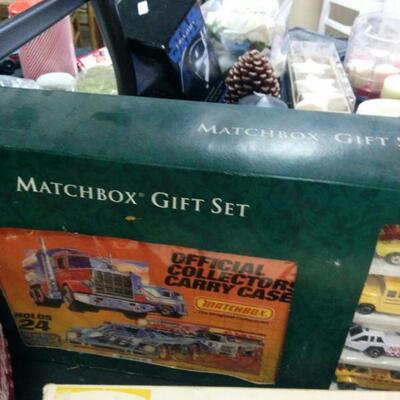 MATCHBOX GIFT
MATCHBOX® GIFT SET
OFFICIAL
COLLECTORS
CARRY CASE
MATCHBOX
HOLDS
24